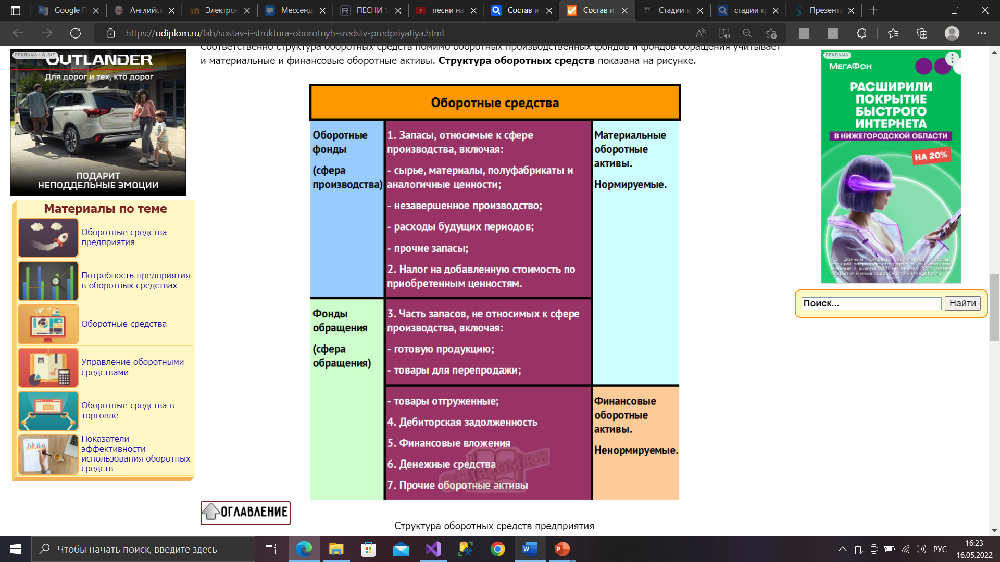 Google П
Английск
Электрон
Мессенд
ПЕСНИ 1
песни на
Состав и
Состав и
Стадии к
стадии к
Презента
https://odiplom.ru/lab/sostav-i-struktura-oborotnyh-sredstv-predpriyatiya.html
Соответственно структура оборотных средств помимо оборотных производственных фондов и фондов обращения учитывает
и материальные и финансовые оборотные активы. Структура оборотных средств показана на рисунке.
РЕКЛАМА • Q-BIT
OUTLANDER
Для дорог и тех, кто дорог
ПОДАРИТ
НЕПОДДЕЛЬНЫЕ ЭМОЦИИ
Материалы по теме
Оборотные средства
предприятия
Потребность предприятия
в оборотных средствах
Оборотные средства
Управление оборотными
средствами
Оборотные средства в
торговле
Показатели
эффективности
использования оборотных
средств
Оборотные средства
Оборотные
фонды
(сфера
производства)
1. Запасы, относимые к сфере
производства, включая:
- сырье, материалы, полуфабрикаты и
аналогичные ценности;
- незавершенное производство;
- расходы будущих периодов;
- прочие запасы;
2. Налог на добавленную стоимость по
приобретенным ценностям.
Материальные
оборотные
активы.
Нормируемые.
Фонды
обращения
(сфера
обращения)
3. Часть запасов, не относимых к сфере
производства, включая:
- готовую продукцию;
- товары для перепродажи;
- товары отгруженные;
4. Дебиторская задолженность
5. Финансовые вложения
6. Денежные средства
7. Прочие оборотные активы
ODIPLOM.RU
Финансовые
оборотные
активы.
Ненормируемые.
ОГЛАВЛЕНИЕ
Структура оборотных средств предприятия
РЕКЛАМА
МЕГАФОН
РАСШИРИЛИ
ПОКРЫТИЕ
БЫСТРОГО
ИНТЕРНЕТА
В НИЖЕГОРОДСКОЙ ОБЛАСТИ
НА 20%
По данным анализа количества базовых
станций оператора стандарта 4G в указанном
регионе с января 2021 по апрель 2022. Карта
покрытия и иные подробности на megafon.ru
Поиск...
Найти
Чтобы начать поиск, введите здесь
РУС
16:23
16.05.2022